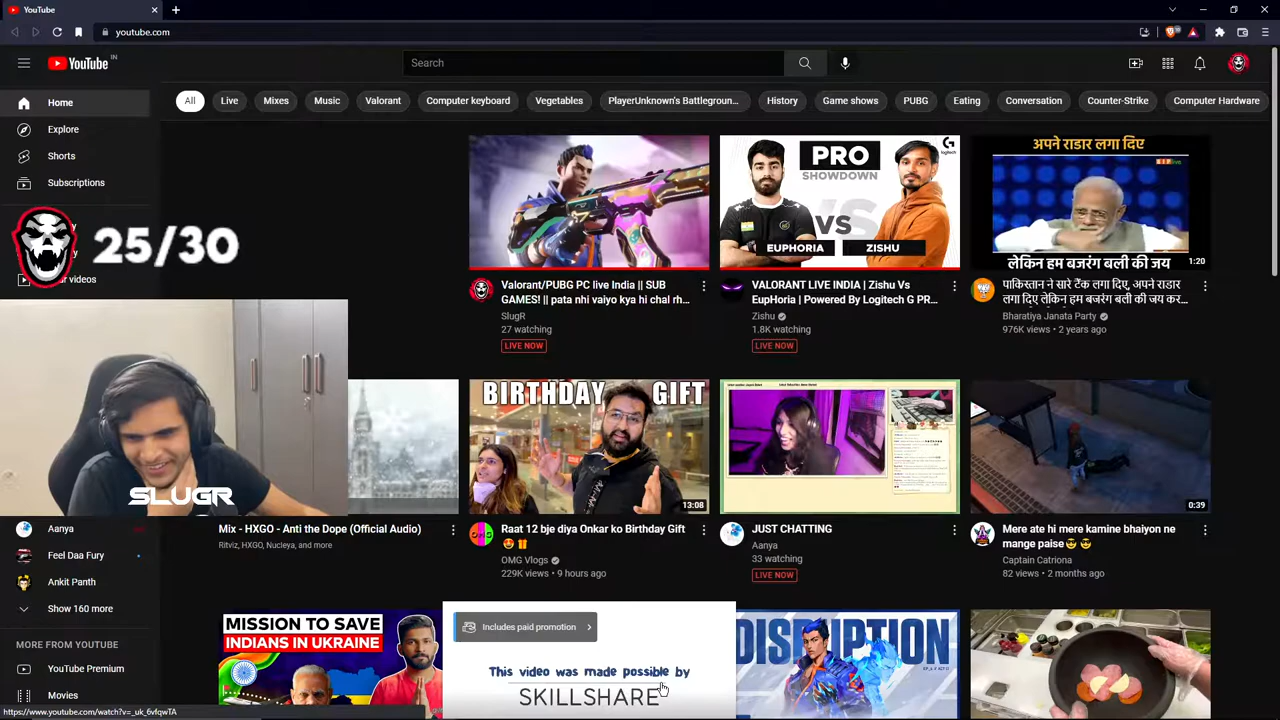 YouTube
youtube.com
YouTube IN
Search
Home
Explore
Shorts
Subscriptions
25/30
videos
SLUGR
Aanya
Feel Daa Fury
Ankit Panth
Show 160 more
MORE FROM YOUTUBE
YouTube Premium
Movies
https://www.youtube.com/watch?v=_uk_6vfqwTA
All
Live
Mixes
Music
Valorant
Computer keyboard
Vegetables
PlayerUnknown's Battlegroun...
History
Game shows
PUBG
Eating
Conversation
Counter-Strike
Computer Hardware
Valorant/PUBG PC live India || SUB
GAMES! || pata nhi vaiyo kya hi chal rh...
SlugR
27 watching
LIVE NOW
PRO
SHOWDOWN
VS
EUPHORIA
ZISHU
logitech
VALORANT LIVE INDIA | Zishu Vs
EupHoria | Powered By Logitech G PR...
Zishu
1.8K watching
LIVE NOW
अपने राडार लगा दिए
लेकिन हम बजरंग बली की जय
1:20
पाकिस्तान ने सारे टैंक लगा दिए, अपने राडार
लगा दिए लेकिन हम बजरंग बली की जय कर...
Bharatiya Janata Party
976K views • 2 years ago
Mix - HXGO - Anti the Dope (Official Audio)
Ritviz, HXGO, Nucleya, and more
BIRTHDAY GIFT
13:08
Raat 12 bje diya Onkar ko Birthday Gift
😍 🎁
OMG Vlogs
229K views • 9 hours ago
JUST CHATTING
Aanya
33 watching
LIVE NOW
0:39
Mere ate hi mere kamine bhaiyon ne
mange paise😎 😎
Captain Catriona
82 views • 2 months ago
MISSION TO SAVE
INDIANS IN UKRAINE
Includes paid promotion
This video was made possible by
SKILLSHARE
DISRUPTION